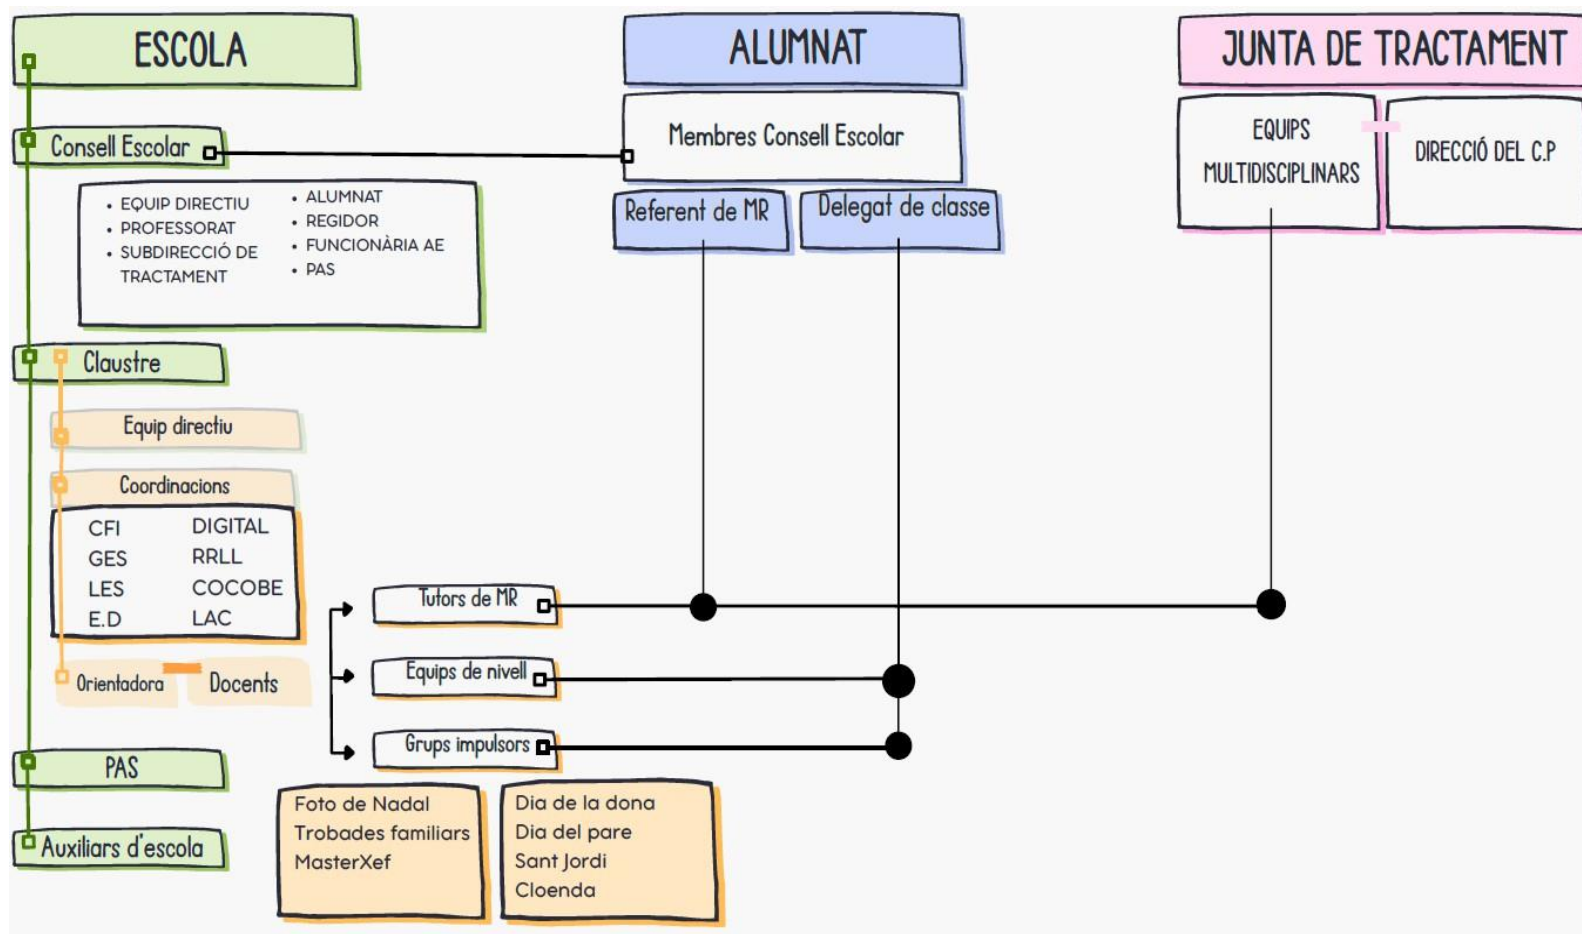 ESCOLA
Consell Escolar
• EQUIP DIRECTIU
• PROFESSORAT
• SUBDIRECCIÓ DE
TRACTAMENT
• ALUMNAT
• REGIDOR
• FUNCIONÀRIA AE
• PAS
Claustre
Equip directiu
Coordinacions
CFI
GES
LES
E.D
DIGITAL
RRLL
COCOBE
LAC
Orientadora
Docents
PAS
Auxiliars d'escola
Tutors de MR
Equips de nivell
Grups impulsors
Foto de Nadal
Trobades familiars
MasterXef
Dia de la dona
Dia del pare
Sant Jordi
Cloenda
ALUMNAT
Membres Consell Escolar
Referent de MR
Delegat de classe
JUNTA DE TRACTAMENT
EQUIPS
MULTIDISCIPLINARS
DIRECCIÓ DEL C.P